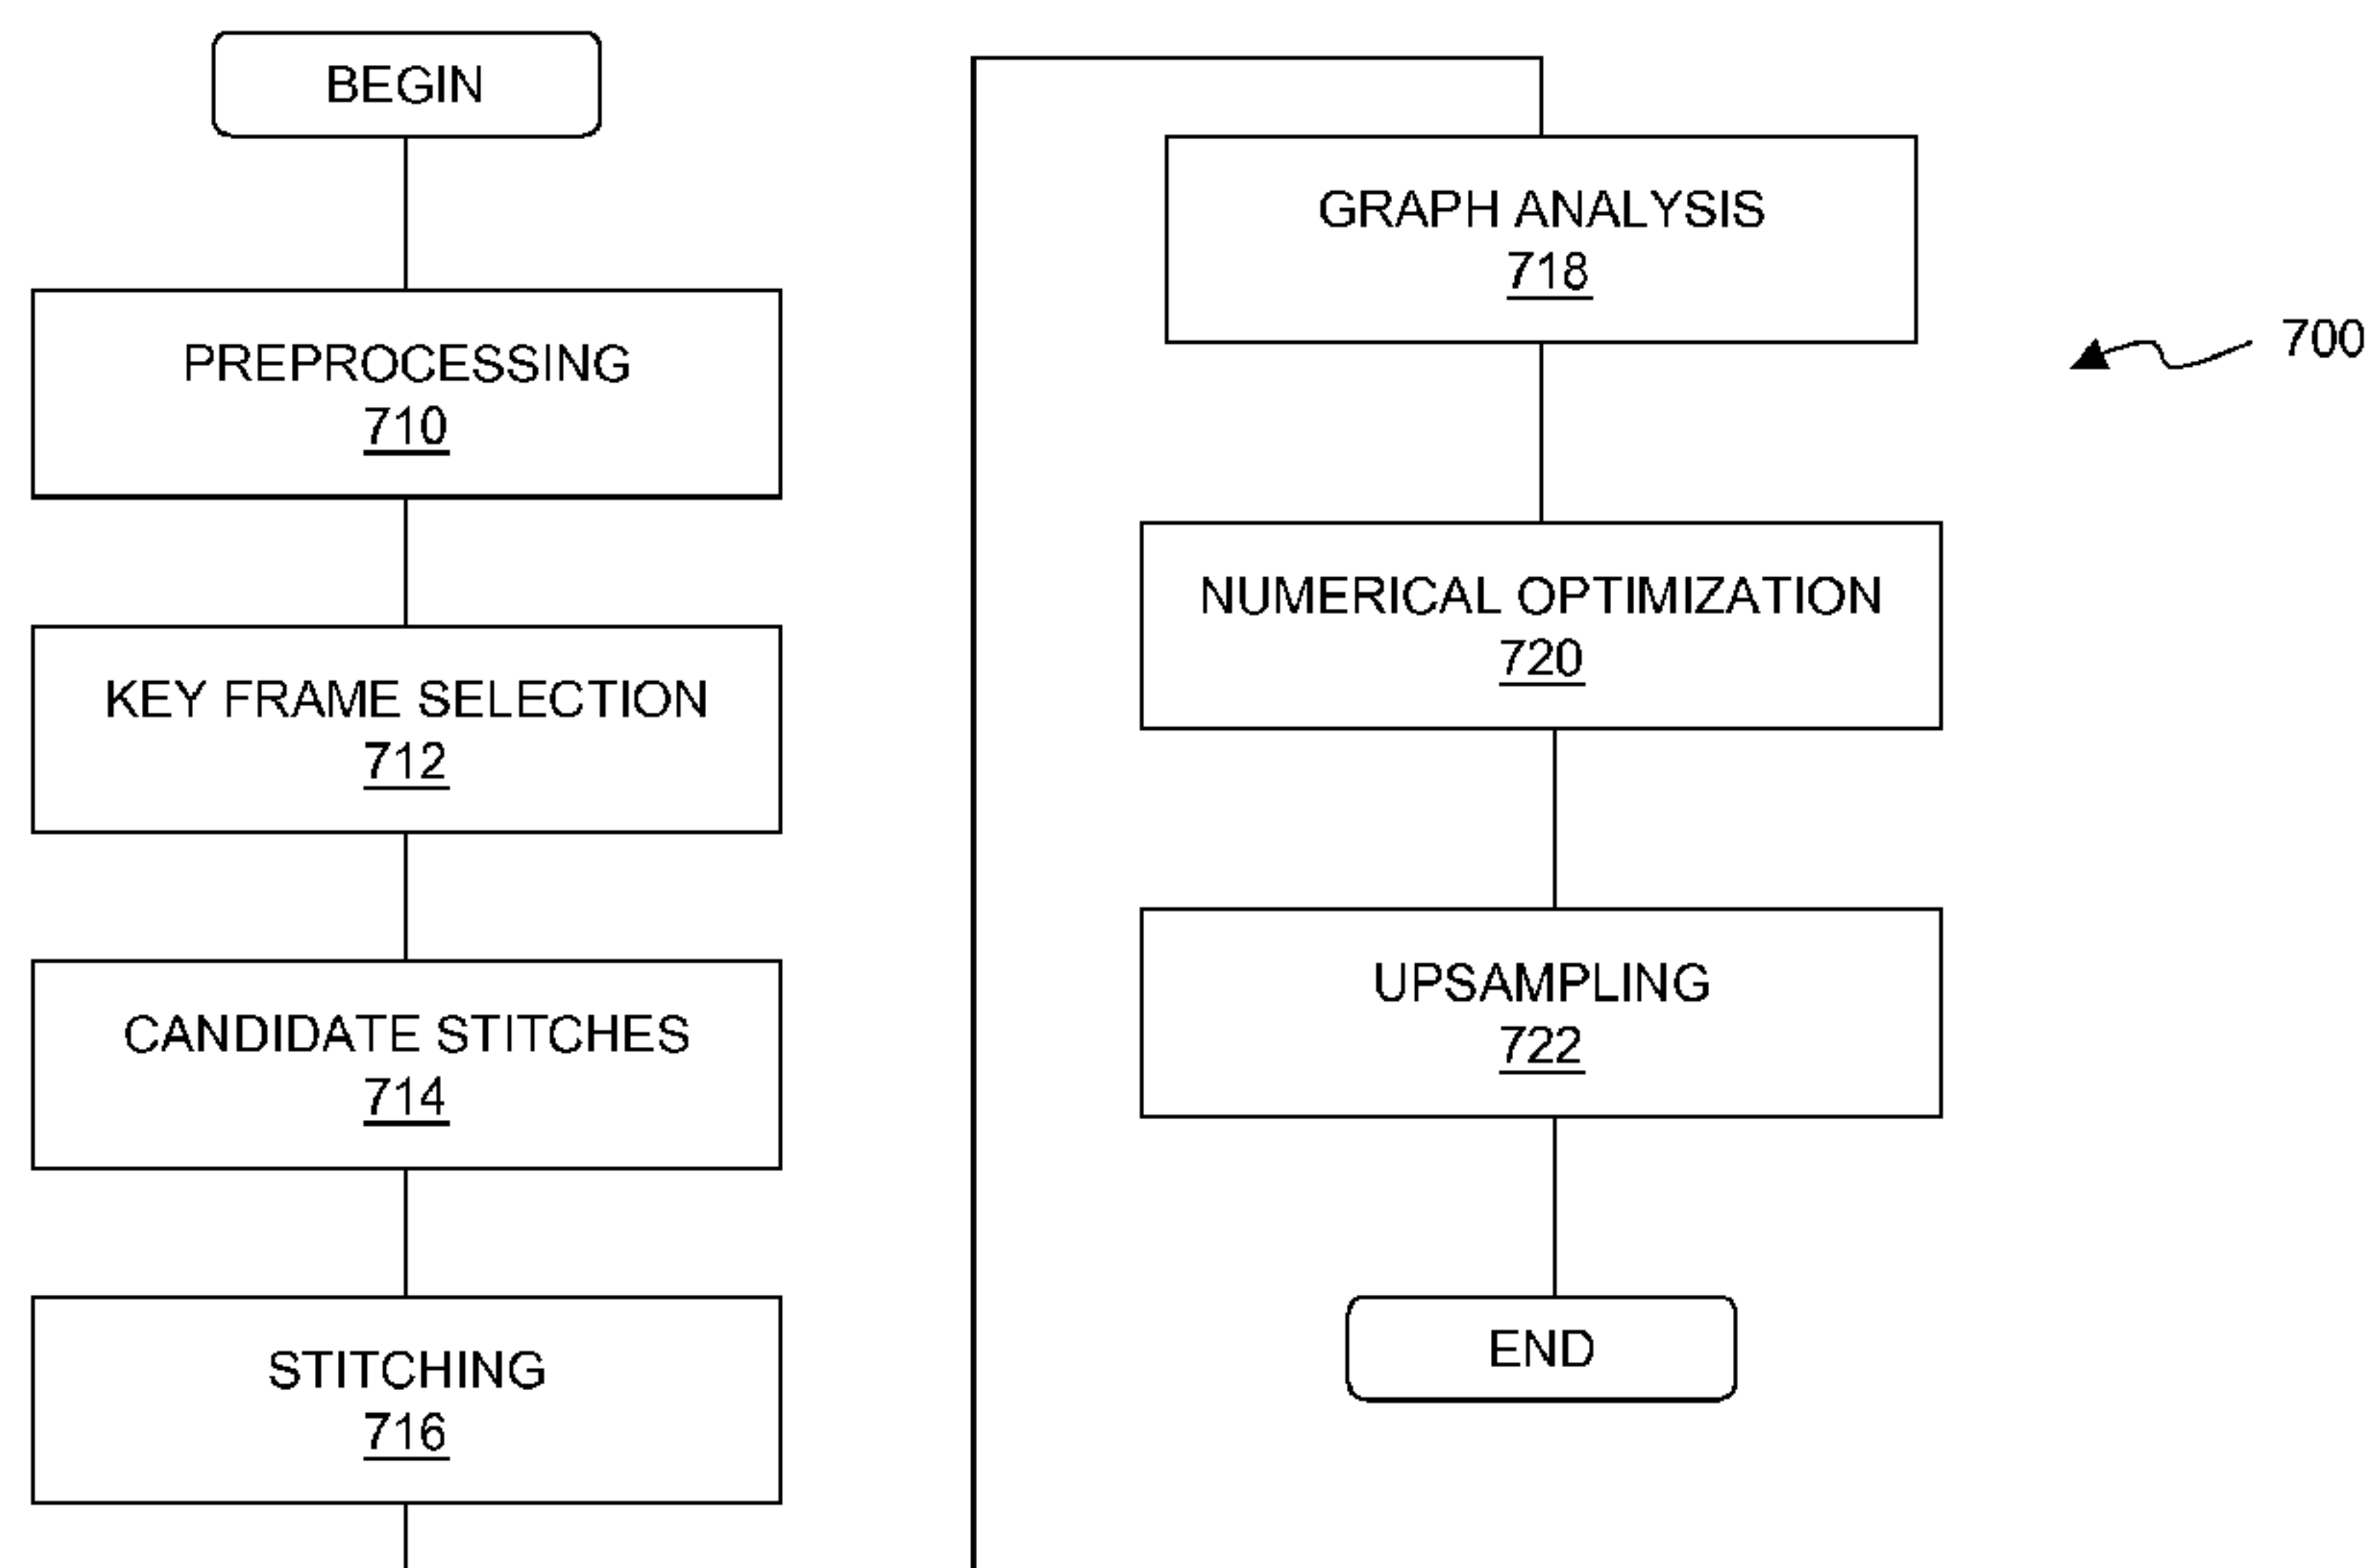 BEGIN
PREPROCESSING
710
KEY FRAME SELECTION
712
CANDIDATE STITCHES
714
STITCHING
716
GRAPH ANALYSIS
718
NUMERICAL OPTIMIZATION
720
UPSAMPLING
722
END
700